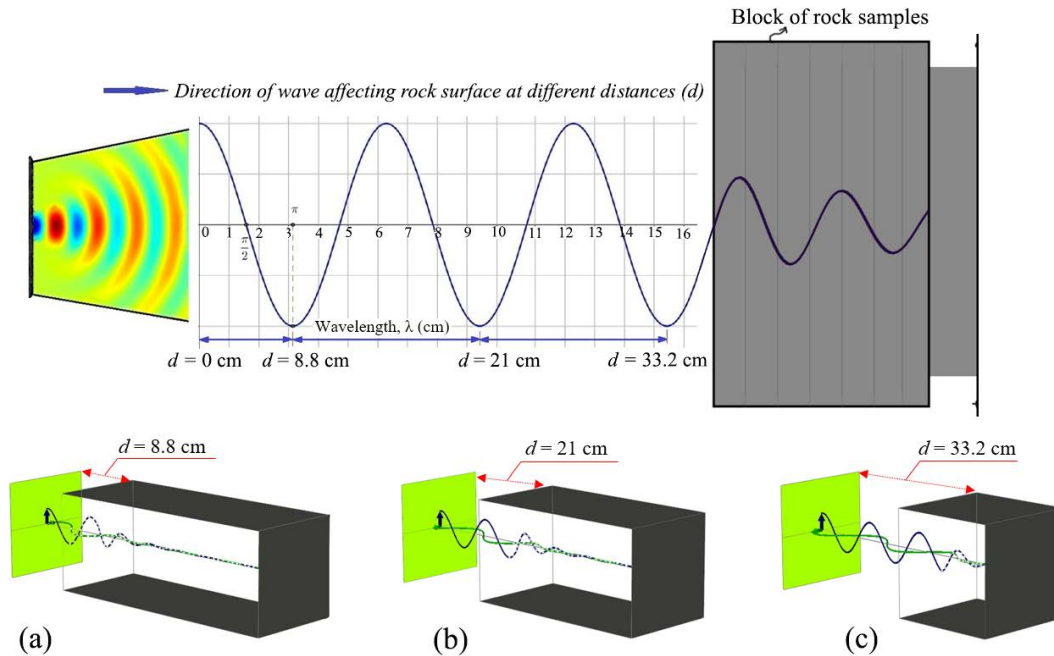 Block of rock samples
Direction of wave affecting rock surface at different distances (d)
π
0 1 2 3 4 5 6 7 8 9 10 11 12 13 14 15 16
π
2
Wavelength, λ (cm)
d = 0 cm d = 8.8 cm d = 21 cm d = 33.2 cm
d = 8.8 cm d = 21 cm d = 33.2 cm
(a) (b) (c)